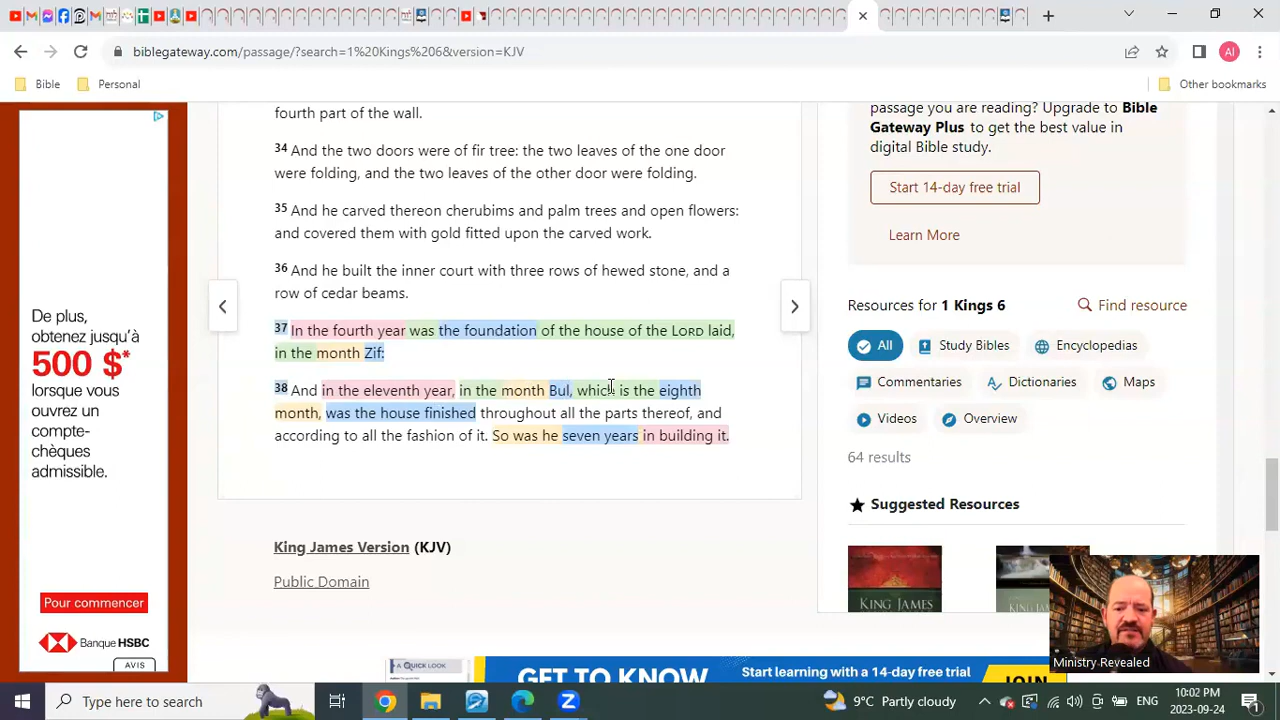 biblegateway.com/passage/?search=1%20Kings%206&version=KJV
AI
Bible
Personal
Other bookmarks
De plus,
obtenez jusqu'à
500 $*
lorsque vous
ouvrez un
compte-
chèques
admissible.
Pour commencer
HSBC Banque HSBC
AVIS
fourth part of the wall.
34 And the two doors were of fir tree: the two leaves of the one door
were folding, and the two leaves of the other door were folding.
35 And he carved thereon cherubims and palm trees and open flowers:
and covered them with gold fitted upon the carved work.
36 And he built the inner court with three rows of hewed stone, and a
row of cedar beams.
37 In the fourth year was the foundation of the house of the LORD laid,
in the month Zif:
38 And in the eleventh year, in the month Bul, which is the eighth
month, was the house finished throughout all the parts thereof, and
according to all the fashion of it. So was he seven years in building it.
King James Version (KJV)
Public Domain
passage you are reading? Upgrade to Bible
Gateway Plus to get the best value in
digital Bible study.
Start 14-day free trial
Learn More
Resources for 1 Kings 6
Find resource
All
Study Bibles
Encyclopedias
Commentaries
Dictionaries
Maps
Videos
Overview
64 results
Suggested Resources
KING JAMES
Ministry Revealed
A QUICK LOOK
GET TO KNOW
Start learning with a 14-day free trial
JOIN
Type here to search
9°C Partly cloudy
ENG
10:02 PM
2023-09-24
1